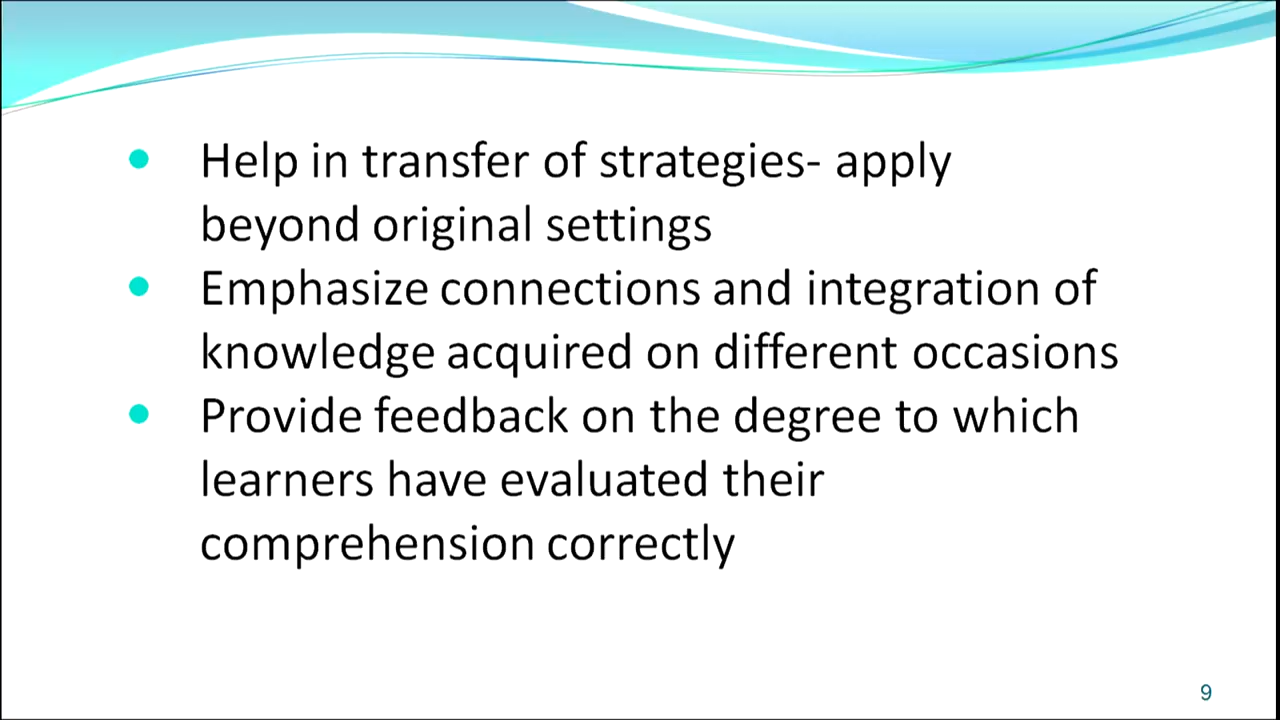 Help in transfer of strategies- apply
beyond original settings
Emphasize connections and integration of
knowledge acquired on different occasions
Provide feedback on the degree to which
learners have evaluated their
comprehension correctly
9